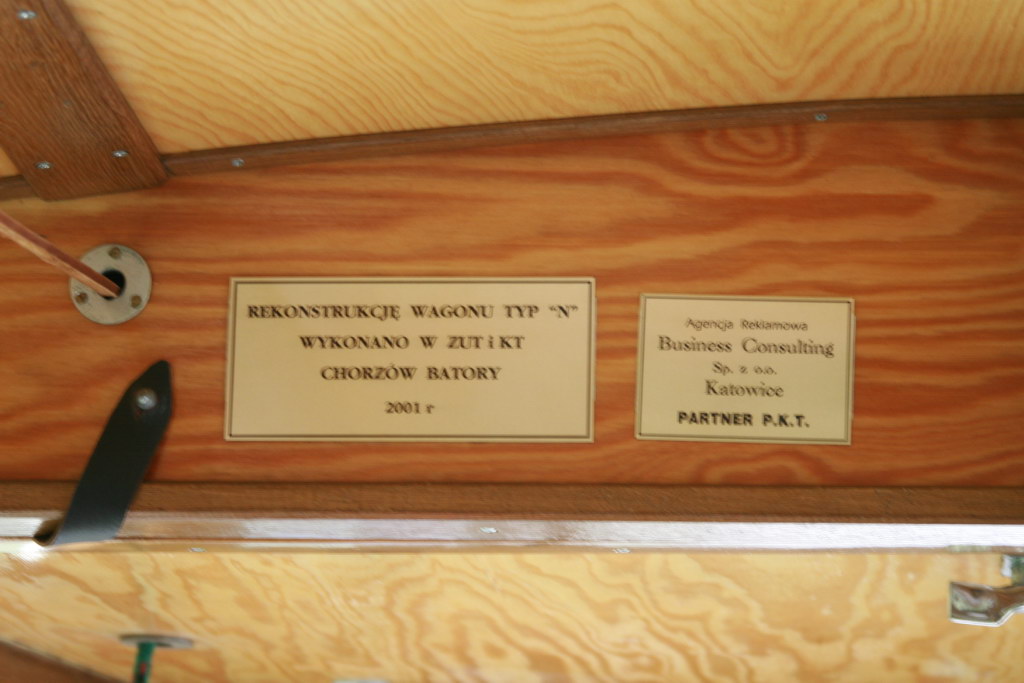 REKONSTRUKCJĘ WAGONU TYP “N”
WYKONANO W ZUT i KT
CHORZÓW BATORY
2001 r
Agencja Reklamowa
Business Consulting
Sp. z o.o.
Katowice
PARTNER P.K.T.